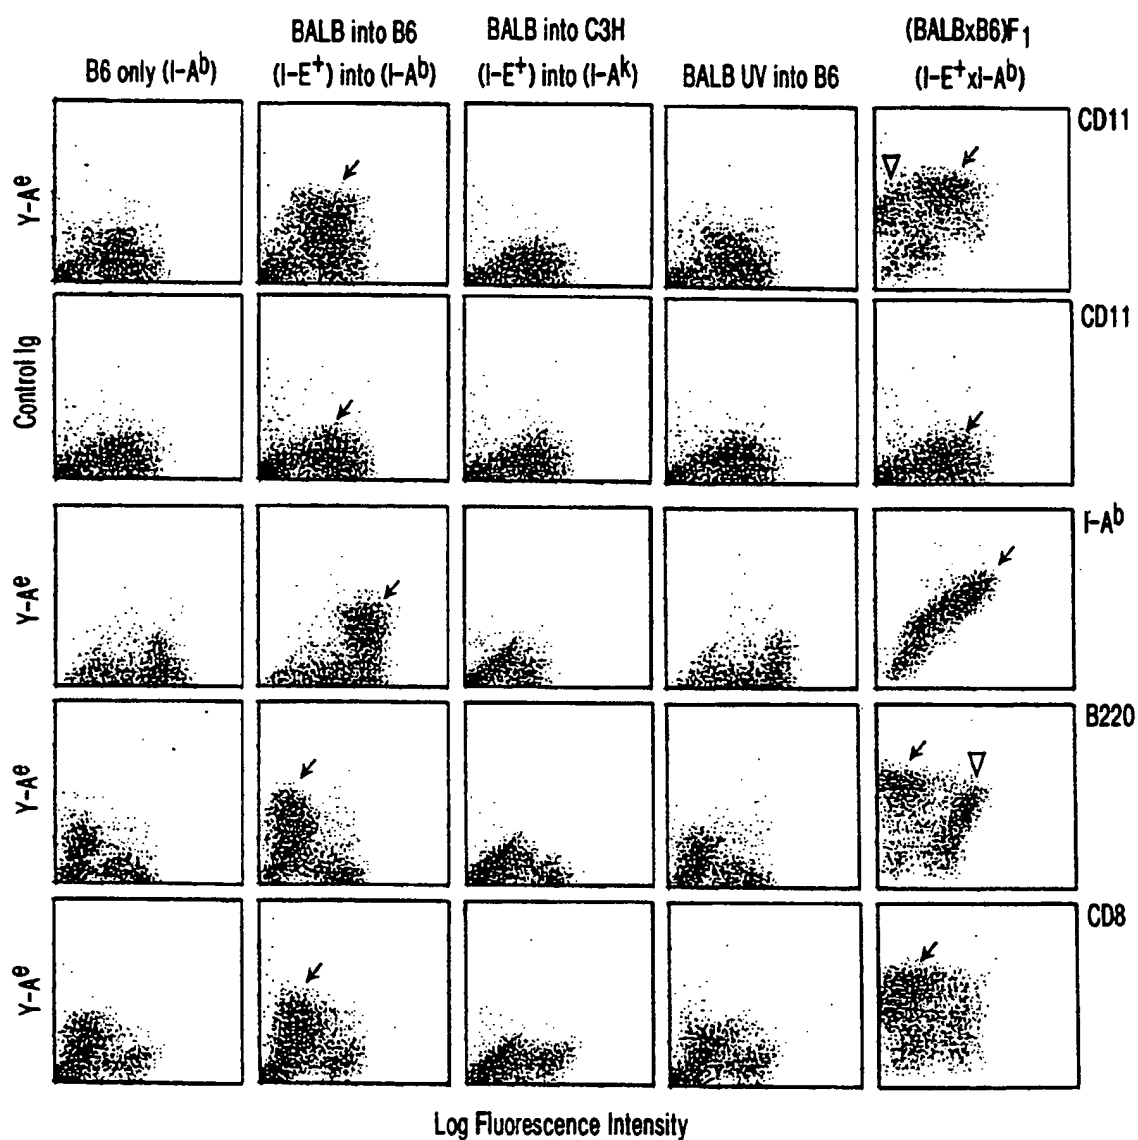 B6 only (I-Aᵇ)
BALB into B6
(I-E⁺) into (I-Aᵇ)
BALB into C3H
(I-E⁺) into (I-Aᵏ)
BALB UV into B6
(BALBxB6)F₁
(I-E⁺xI-Aᵇ)
Y-Aᵉ
CD11
Control Ig
CD11
Y-Aᵉ
I-Aᵇ
Y-Aᵉ
B220
Y-Aᵉ
CD8
Log Fluorescence Intensity